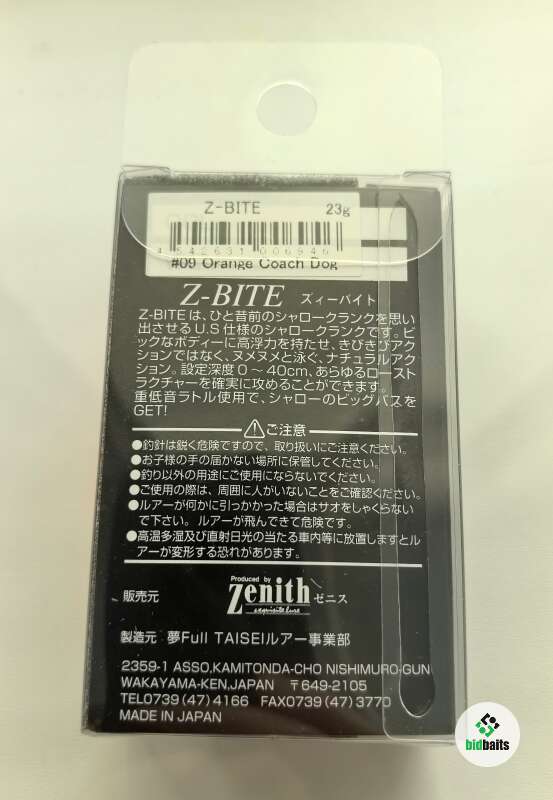 Z-BITE 23g
4 542631 006946
#09 Orange Coach Dog
Z-BITE ズィーバイト
Z-BITEは、ひと昔前のシャロークランクを思い
出させるU.S仕様のシャロークランクです。ビ
ックなボディーに高浮力を持たせ、きびきびアク
ションではなく、ヌメヌメと泳ぐ、ナチュラルアク
ション。設定深度0〜40cm、あらゆるロースト
ラクチャーを確実に攻めることができます。
重低音ラトル使用で、シャローのビッグバスを
GET!
ご注意
●釣針は鋭く危険ですので、取り扱いにご注意ください。
●お子様の手の届かない場所に保管してください。
●釣り以外の用途にご使用にならないでください。
●ご使用の際は、周囲に人がいないことをご確認ください。
●ルアーが何かに引っかかった場合はサオをしゃくらない
で下さい。ルアーが飛んできて危険です。
●高温多湿及び直射日光の当たる車内等に放置しますとル
アーが変形する恐れがあります。
Produced by
販売元 Zenith ゼニス
exquisite lure
製造元 夢Full TAISEIルアー事業部
2359-1 ASSO,KAMITONDA-CHO NISHIMURO-GUN
WAKAYAMA-KEN,JAPAN 〒649-2105
TEL0739(47)4166 FAX0739(47)3770
MADE IN JAPAN
bidbaits